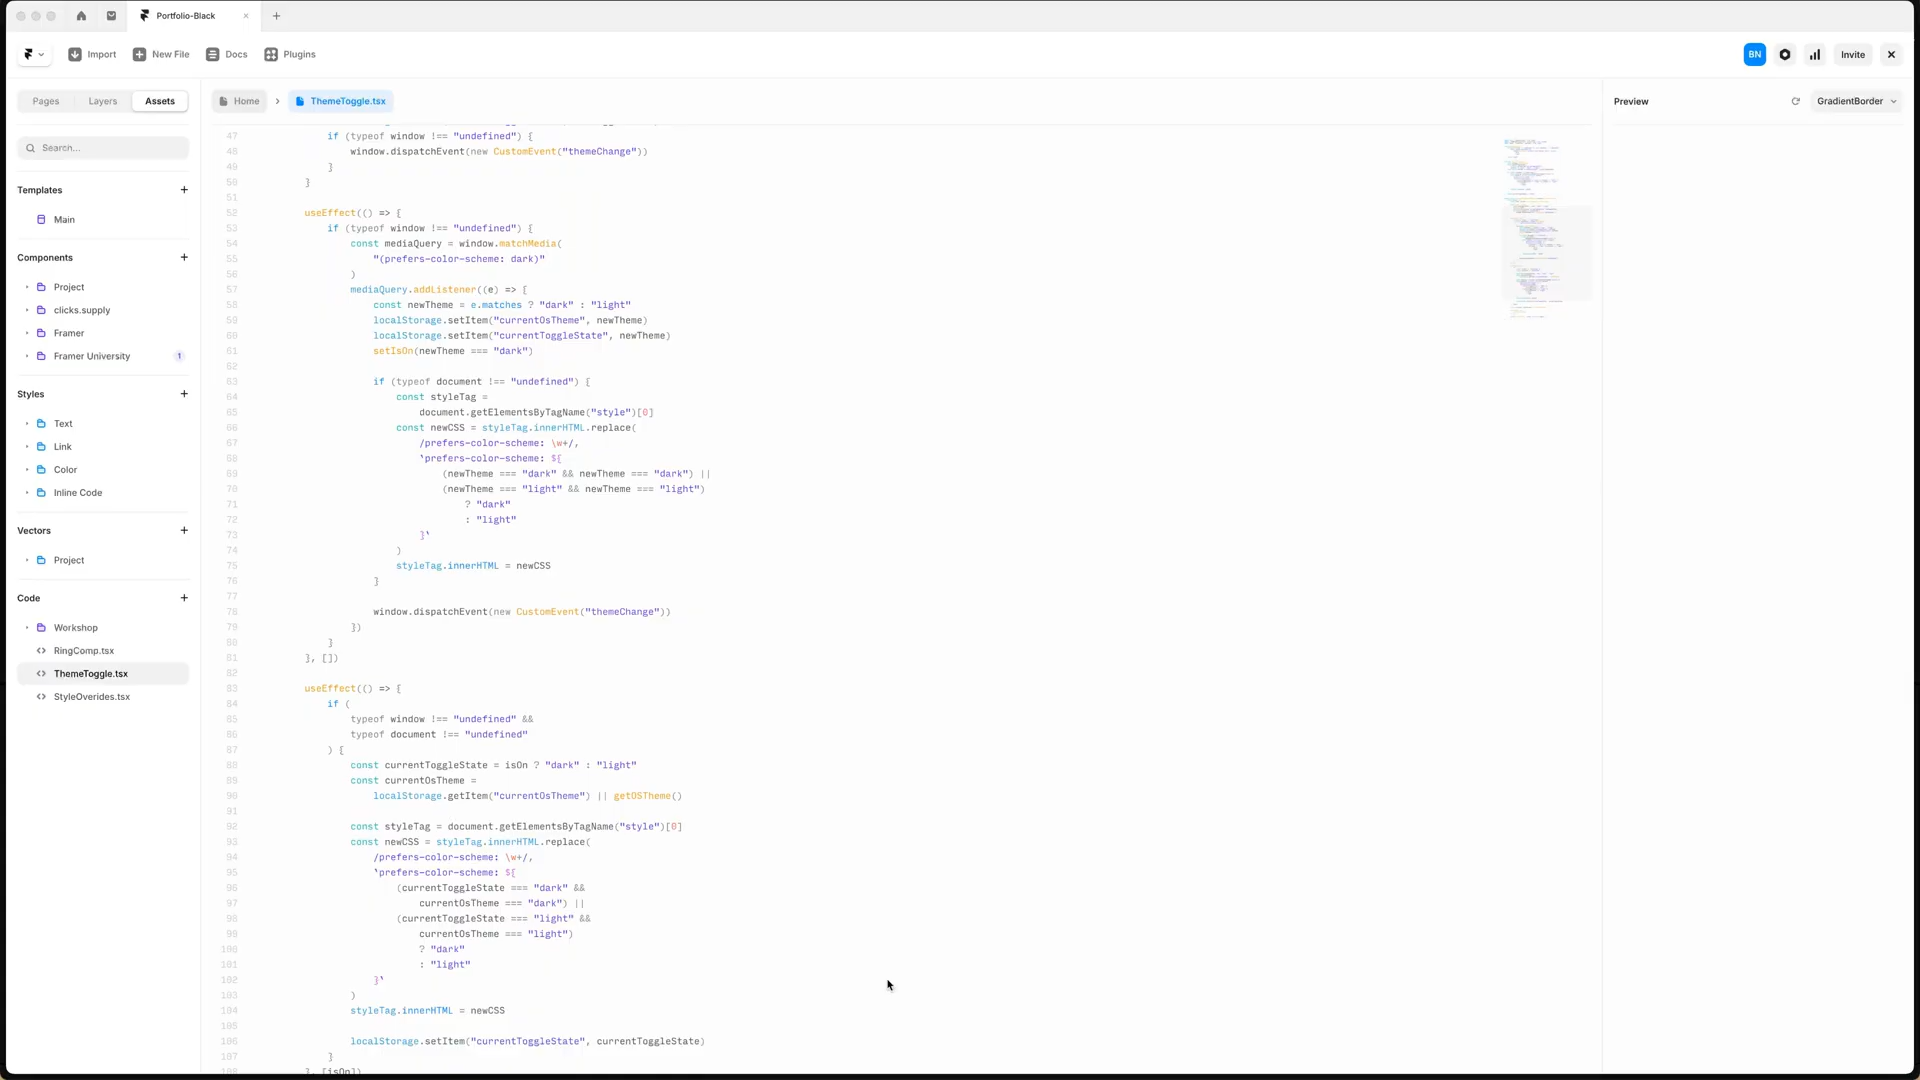 Portfolio-Black
Import
New File
Docs
Plugins
BN
Invite
Pages
Layers
Assets
Home
ThemeToggle.tsx
Preview
GradientBorder
Search...
Templates
Main
Components
Project
clicks.supply
Framer
Framer University
1
Styles
Text
Link
Color
Inline Code
Vectors
Project
Code
Workshop
RingComp.tsx
ThemeToggle.tsx
StyleOverides.tsx
47 if (typeof window !== "undefined") {
48 window.dispatchEvent(new CustomEvent("themeChange"))
49 }
50 }
51
52 useEffect(() => {
53 if (typeof window !== "undefined") {
54 const mediaQuery = window.matchMedia(
55 "(prefers-color-scheme: dark)"
56 )
57 mediaQuery.addListener((e) => {
58 const newTheme = e.matches ? "dark" : "light"
59 localStorage.setItem("currentOsTheme", newTheme)
60 localStorage.setItem("currentToggleState", newTheme)
61 setIsOn(newTheme === "dark")
62
63 if (typeof document !== "undefined") {
64 const styleTag =
65 document.getElementsByTagName("style")[0]
66 const newCSS = styleTag.innerHTML.replace(
67 /prefers-color-scheme: \w+/,
68 `prefers-color-scheme: ${
69 (newTheme === "dark" && newTheme === "dark") ||
70 (newTheme === "light" && newTheme === "light")
71 ? "dark"
72 : "light"
73 }`
74 )
75 styleTag.innerHTML = newCSS
76 }
77
78 window.dispatchEvent(new CustomEvent("themeChange"))
79 })
80 }
81 }, [])
82
83 useEffect(() => {
84 if (
85 typeof window !== "undefined" &&
86 typeof document !== "undefined"
87 ) {
88 const currentToggleState = isOn ? "dark" : "light"
89 const currentOsTheme =
90 localStorage.getItem("currentOsTheme") || getOSTheme()
91
92 const styleTag = document.getElementsByTagName("style")[0]
93 const newCSS = styleTag.innerHTML.replace(
94 /prefers-color-scheme: \w+/,
95 `prefers-color-scheme: ${
96 (currentToggleState === "dark" &&
97 currentOsTheme === "dark") ||
98 (currentToggleState === "light" &&
99 currentOsTheme === "light")
100 ? "dark"
101 : "light"
102 }`
103 )
104 styleTag.innerHTML = newCSS
105
106 localStorage.setItem("currentToggleState", currentToggleState)
107 }
108 }, [isOn])